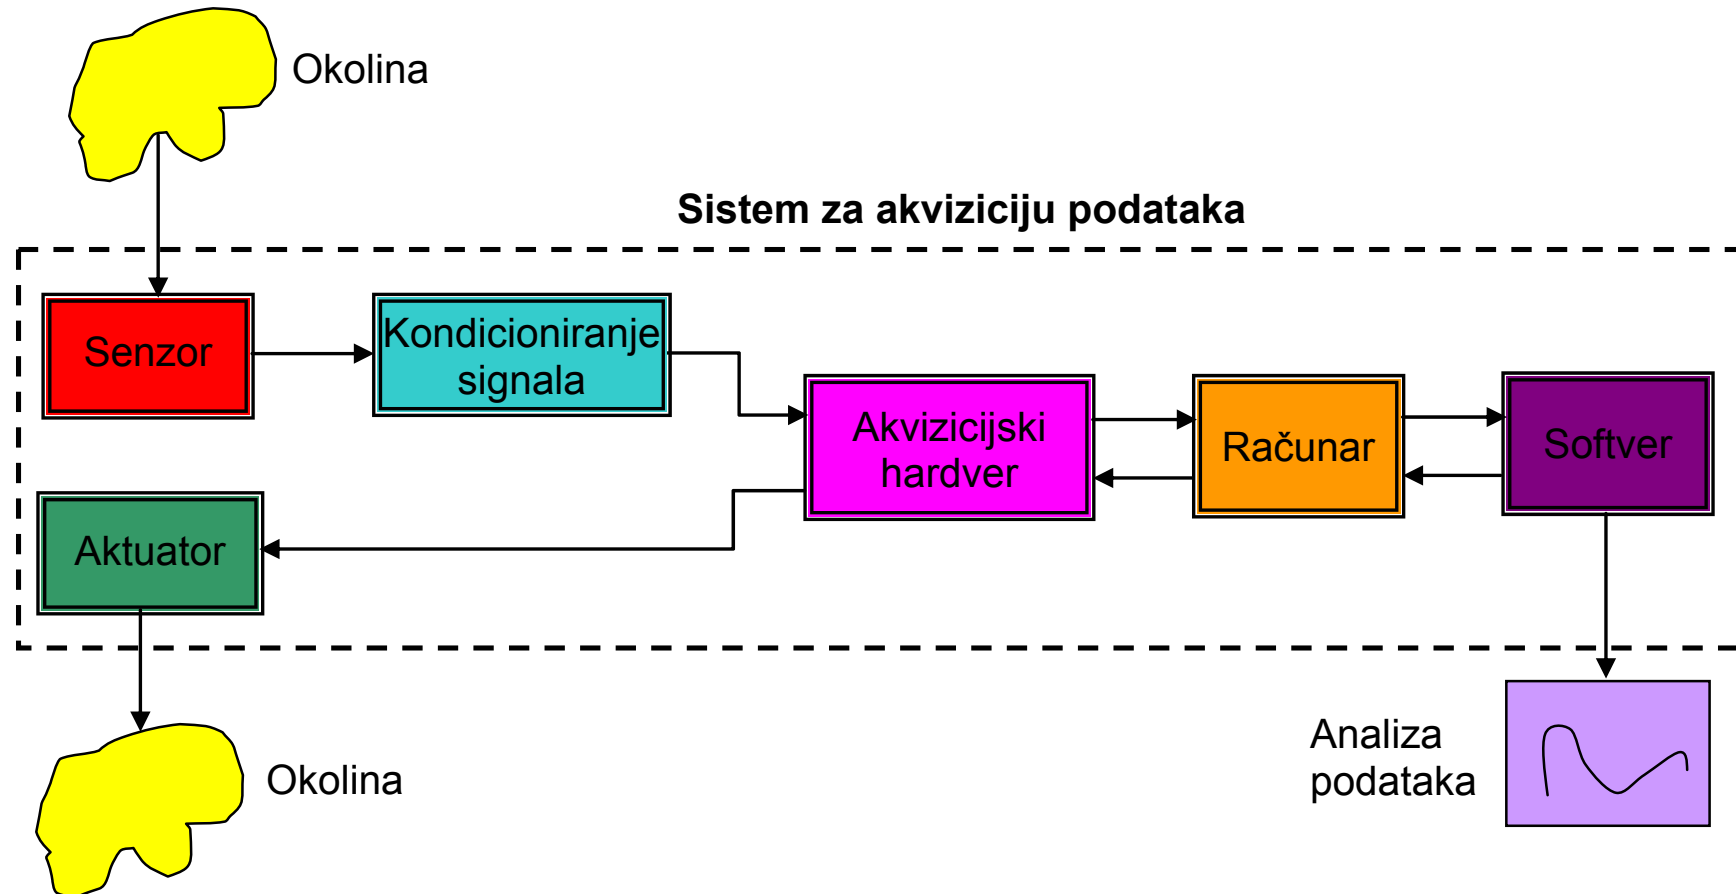 Okolina
Sistem za akviziciju podataka
Senzor
Kondicioniranje
signala
Akvizicijski
hardver
Računar
Softver
Aktuator
Okolina
Analiza
podataka